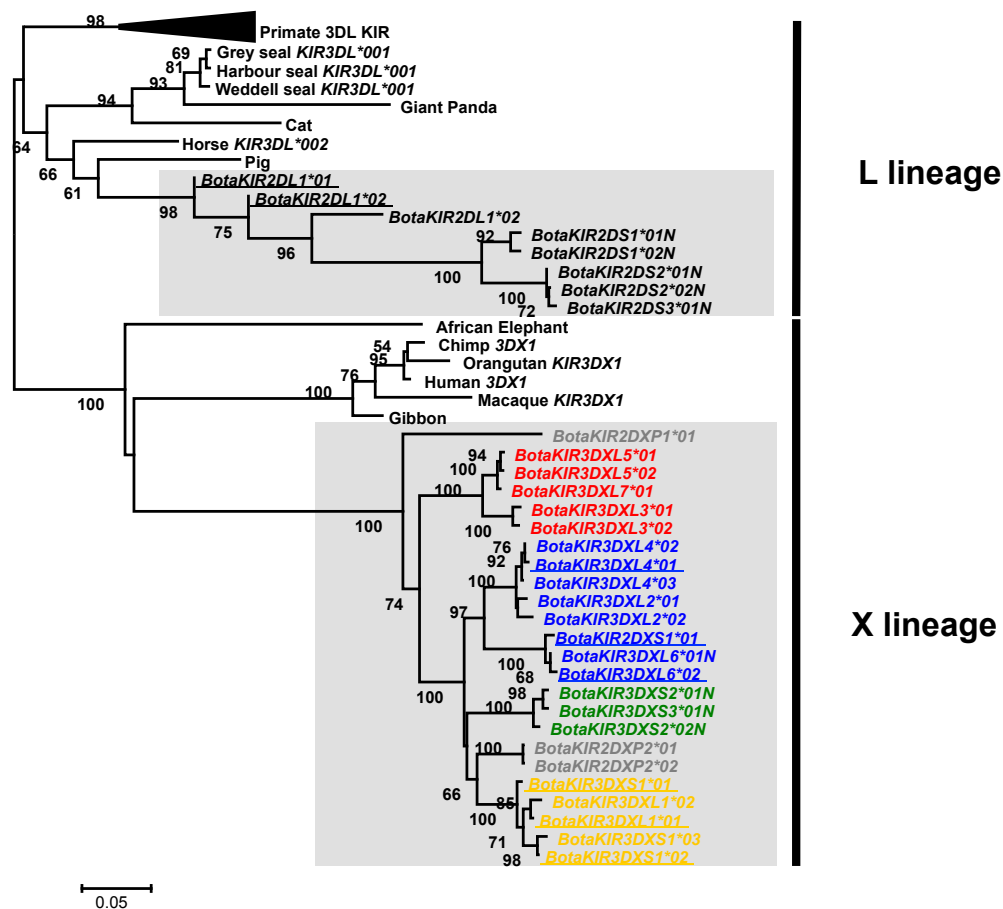 98
Primate 3DL KIR
69
Grey seal KIR3DL*001
81
Harbour seal KIR3DL*001
93
Weddell seal KIR3DL*001
94
Giant Panda
Cat
64
Horse KIR3DL*002
66
Pig
61
L lineage
BotaKIR2DL1*01
98
BotaKIR2DL1*02
75
BotaKIR2DL1*02
96
92
BotaKIR2DS1*01N
BotaKIR2DS1*02N
100
BotaKIR2DS2*01N
100
BotaKIR2DS2*02N
72
BotaKIR2DS3*01N
African Elephant
54
Chimp 3DX1
95
Orangutan KIR3DX1
76
Human 3DX1
100
Macaque KIR3DX1
100
Gibbon
BotaKIR2DXP1*01
94
BotaKIR3DXL5*01
100
BotaKIR3DXL5*02
100
BotaKIR3DXL7*01
BotaKIR3DXL3*01
100
100
BotaKIR3DXL3*02
76
BotaKIR3DXL4*02
92
BotaKIR3DXL4*01
100
BotaKIR3DXL4*03
74
97
BotaKIR3DXL2*01
BotaKIR3DXL2*02
X lineage
BotaKIR2DXS1*01
100
BotaKIR3DXL6*01N
68
BotaKIR3DXL6*02
100
98
BotaKIR3DXS2*01N
100
BotaKIR3DXS3*01N
BotaKIR3DXS2*02N
100
BotaKIR2DXP2*01
BotaKIR2DXP2*02
66
BotaKIR3DXS1*01
85
BotaKIR3DXL1*02
100
BotaKIR3DXL1*01
71
BotaKIR3DXS1*03
98
BotaKIR3DXS1*02
0.05